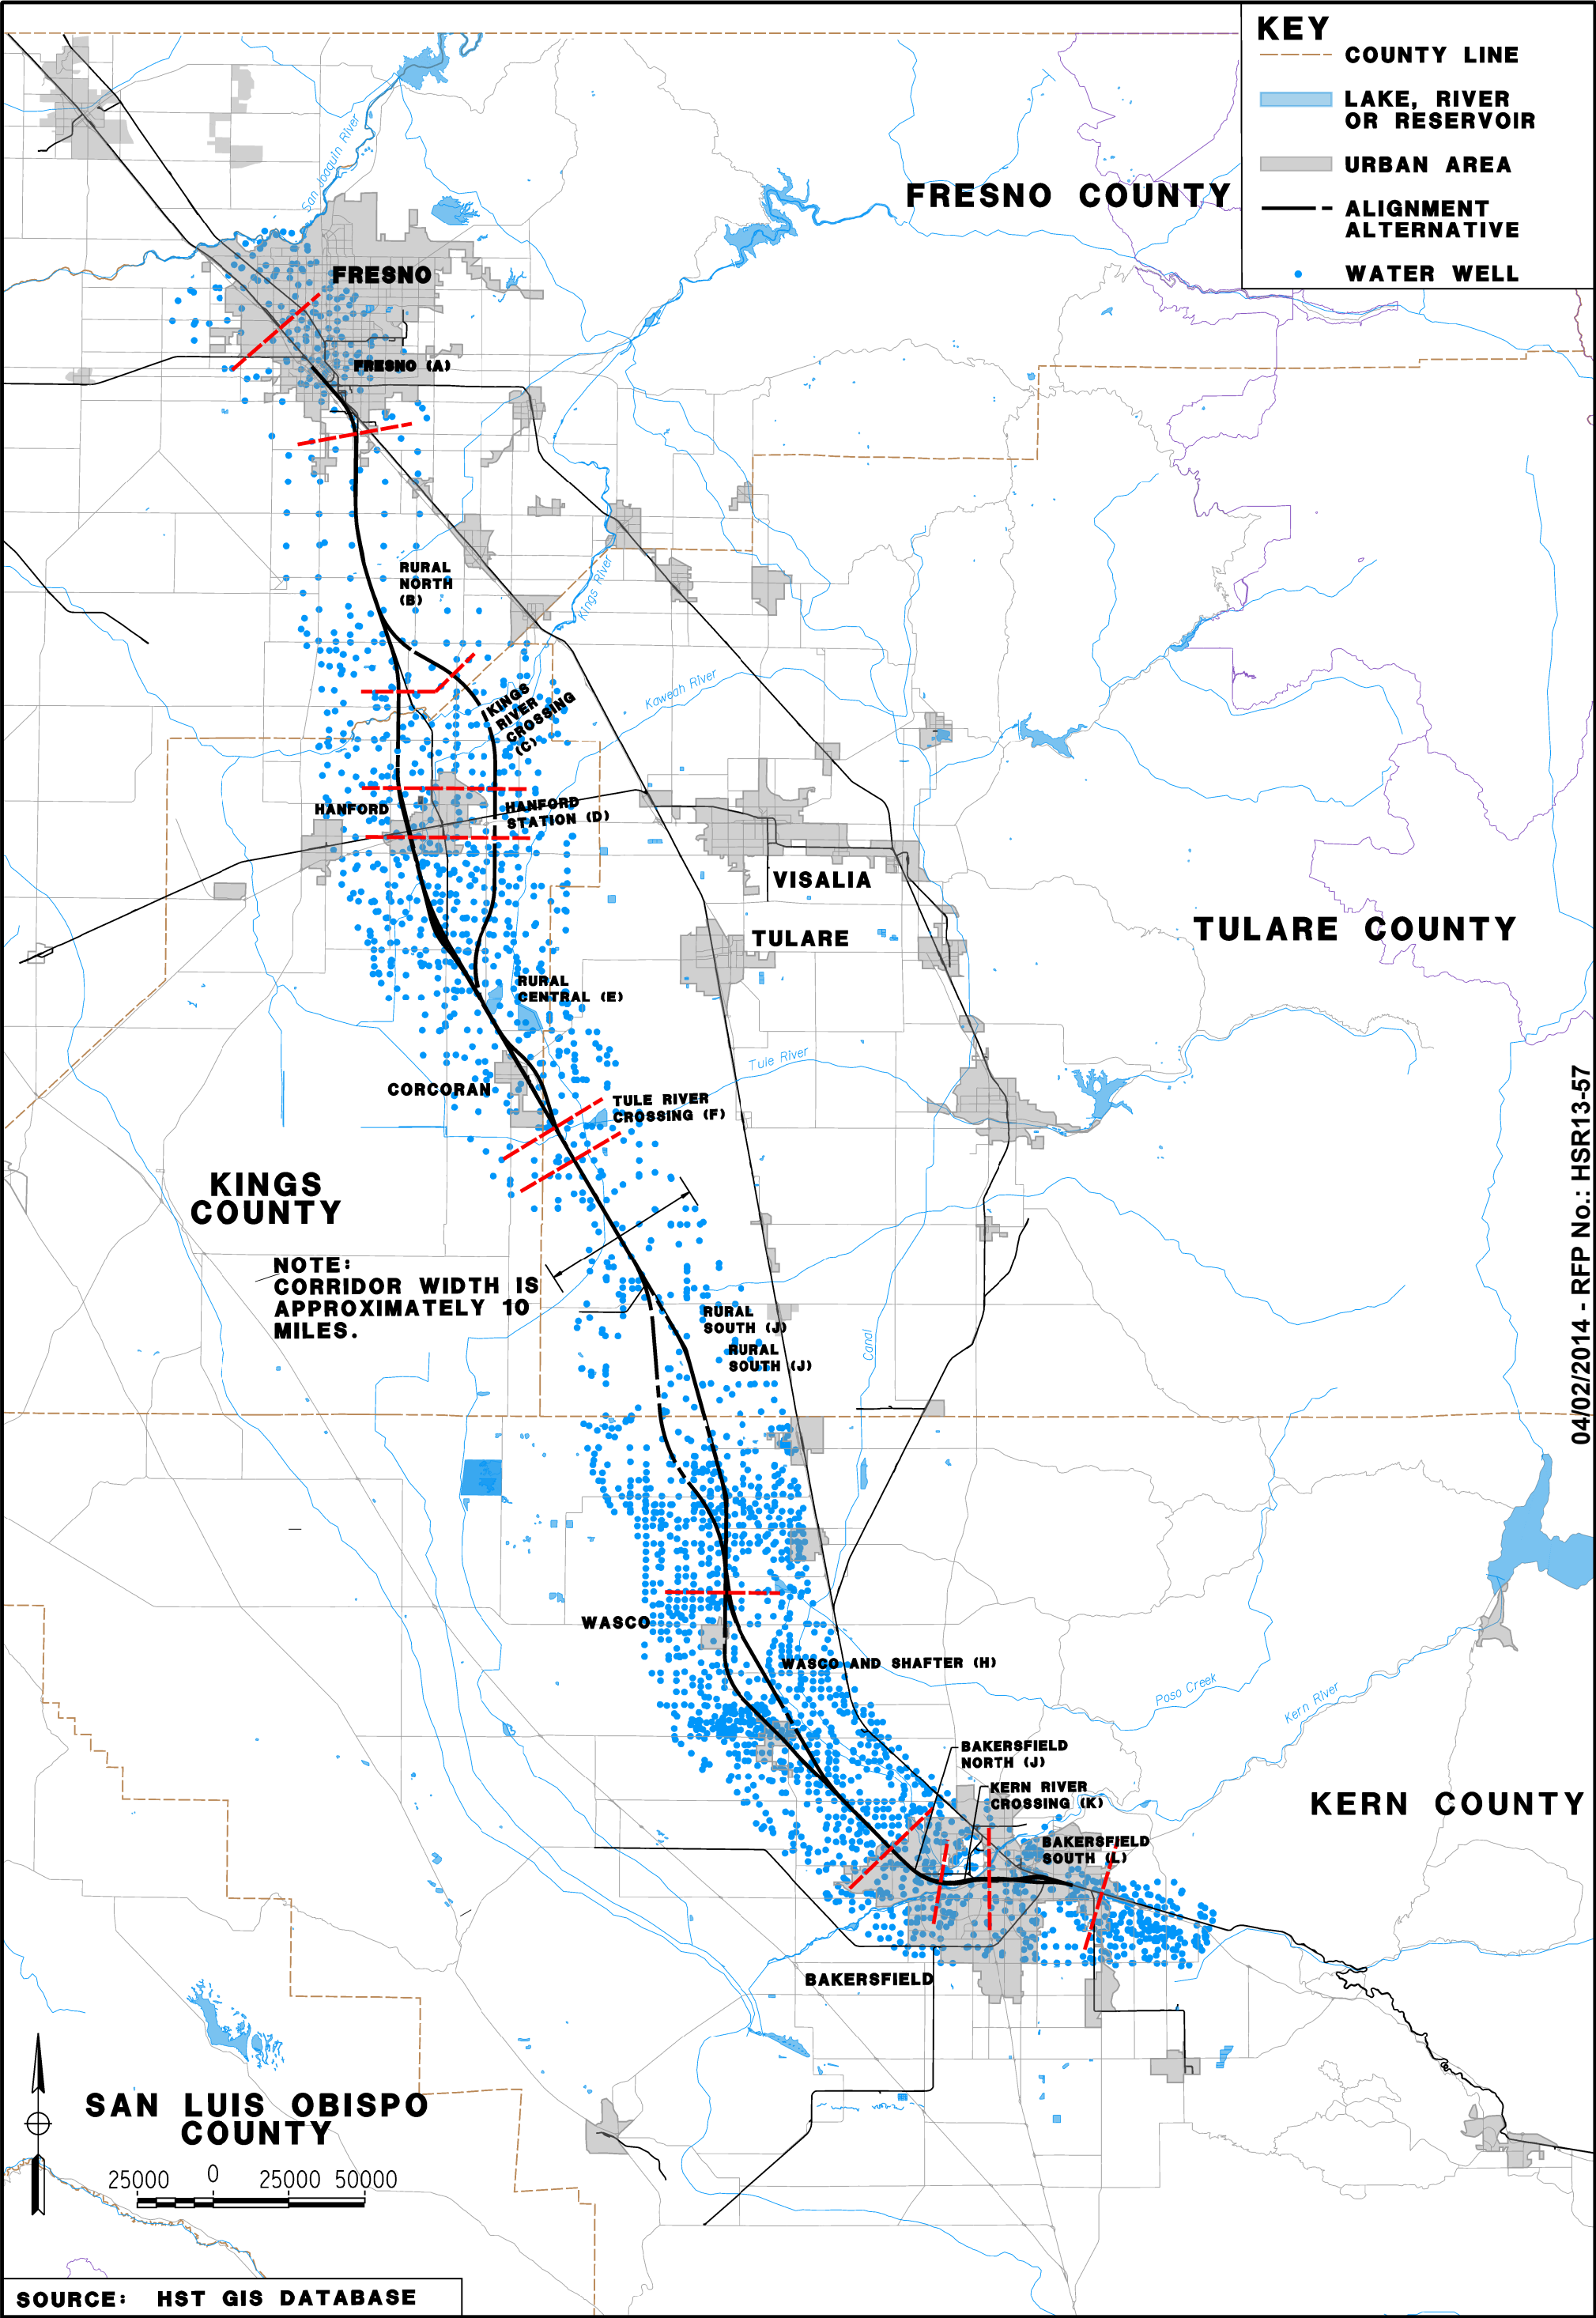 KEY
COUNTY LINE
LAKE, RIVER
OR RESERVOIR
URBAN AREA
ALIGNMENT
ALTERNATIVE
WATER WELL
San Joaquin River
FRESNO COUNTY
FRESNO
FRESNO (A)
RURAL
NORTH
(B)
Kings River
KINGS
RIVER
CROSSING
(C)
Kaweah River
HANFORD
HANFORD
STATION (D)
VISALIA
TULARE
TULARE COUNTY
RURAL
CENTRAL (E)
Tule River
CORCORAN
TULE RIVER
CROSSING (F)
KINGS
COUNTY
NOTE:
CORRIDOR WIDTH IS
APPROXIMATELY 10
MILES.
RURAL
SOUTH (J)
RURAL
SOUTH (J)
Canal
WASCO
WASCO AND SHAFTER (H)
Poso Creek
Kern River
BAKERSFIELD
NORTH (J)
KERN RIVER
CROSSING (K)
KERN COUNTY
BAKERSFIELD
SOUTH (L)
BAKERSFIELD
SAN LUIS OBISPO
COUNTY
25000 0 25000 50000
SOURCE: HST GIS DATABASE
04/02/2014 - RFP No.: HSR13-57